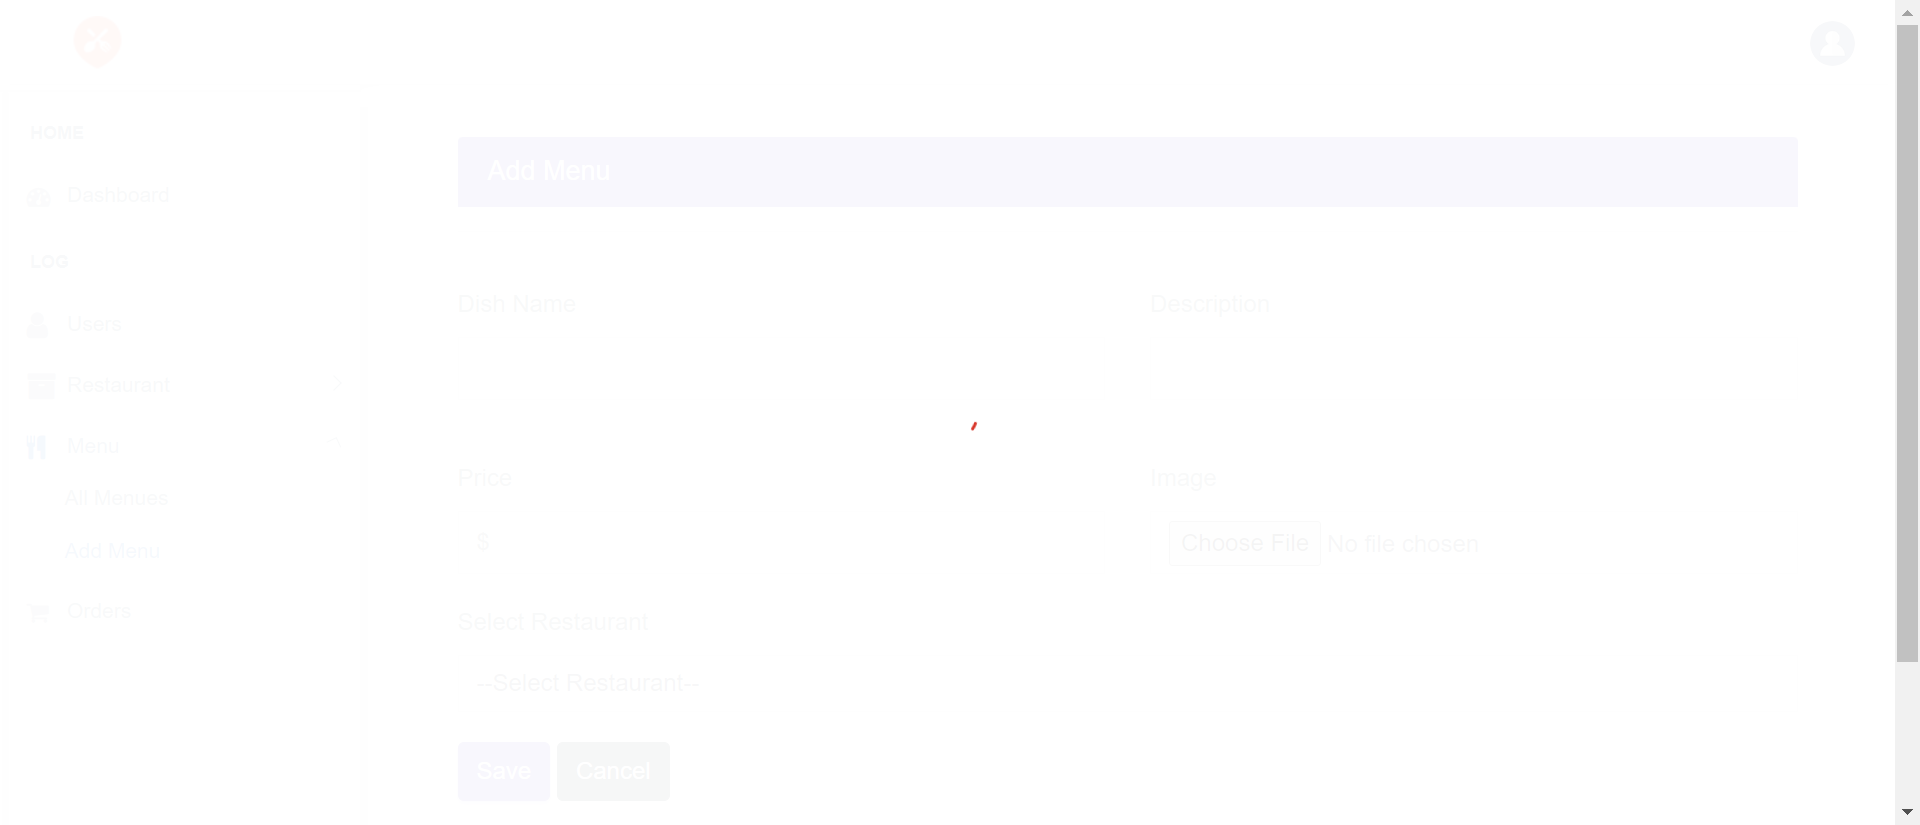 HOME
Dashboard
LOG
Users
Restaurant
Menu
All Menues
Add Menu
Orders
Add Menu
Dish Name
Description
Price
Image
$
Choose File No file chosen
Select Restaurant
--Select Restaurant--
Save Cancel